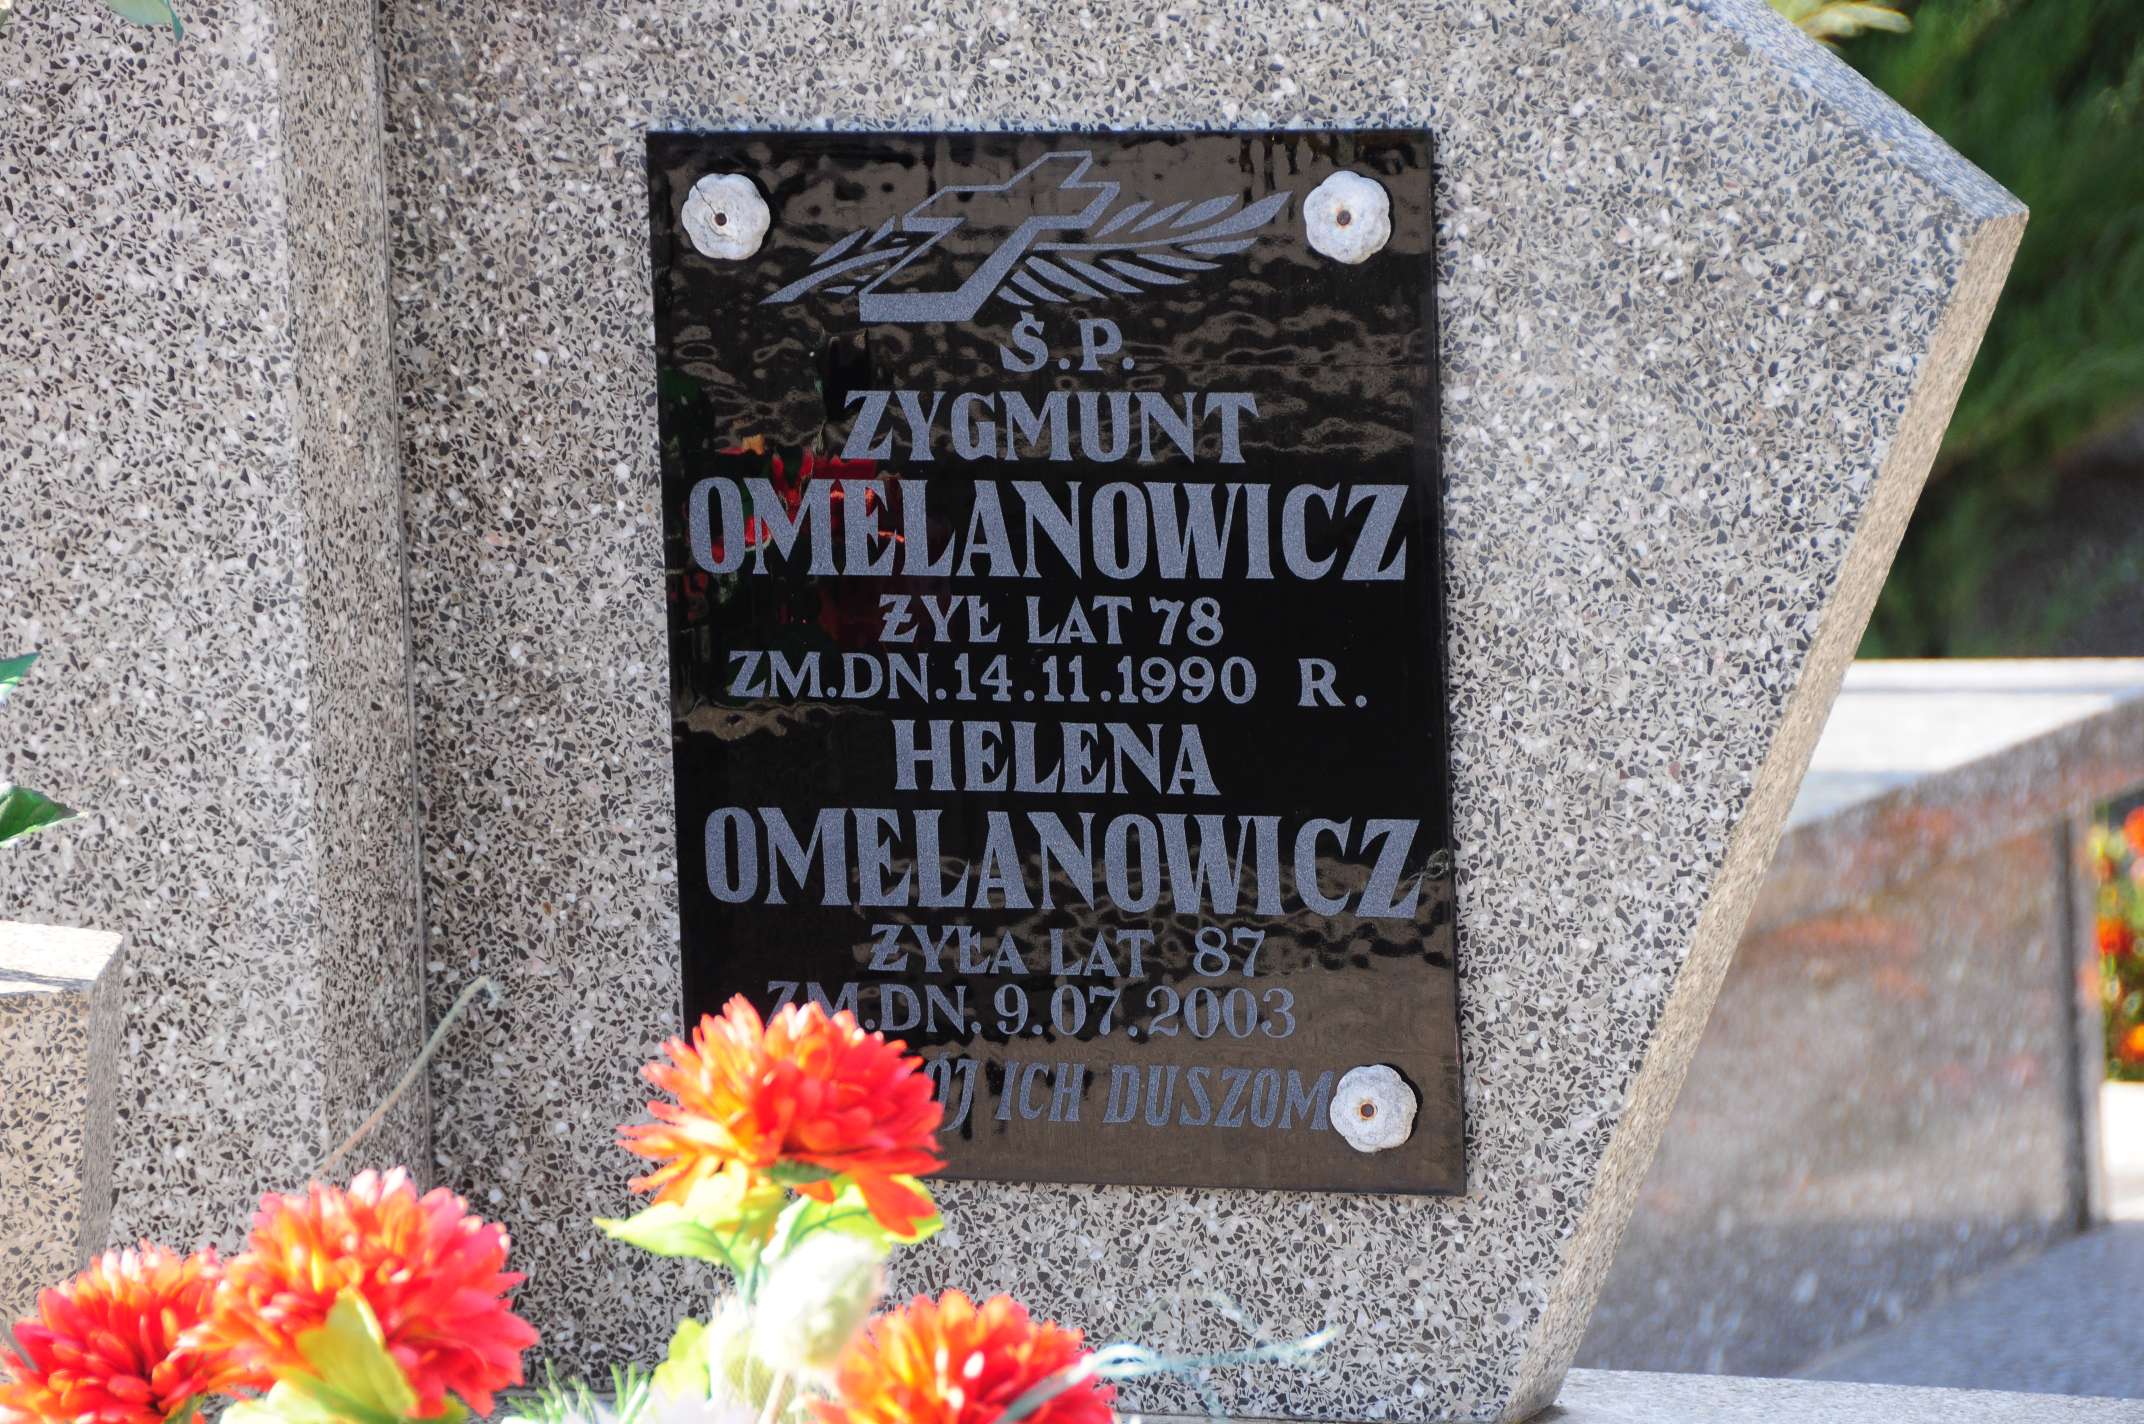 Ś.P.
ZYGMUNT
OMELANOWICZ
ŻYŁ LAT 78
ZM.DN.14.11.1990 R.
HELENA
OMELANOWICZ
ŻYŁA LAT 87
ZM.DN.9.07.2003
ICH DUSZOM